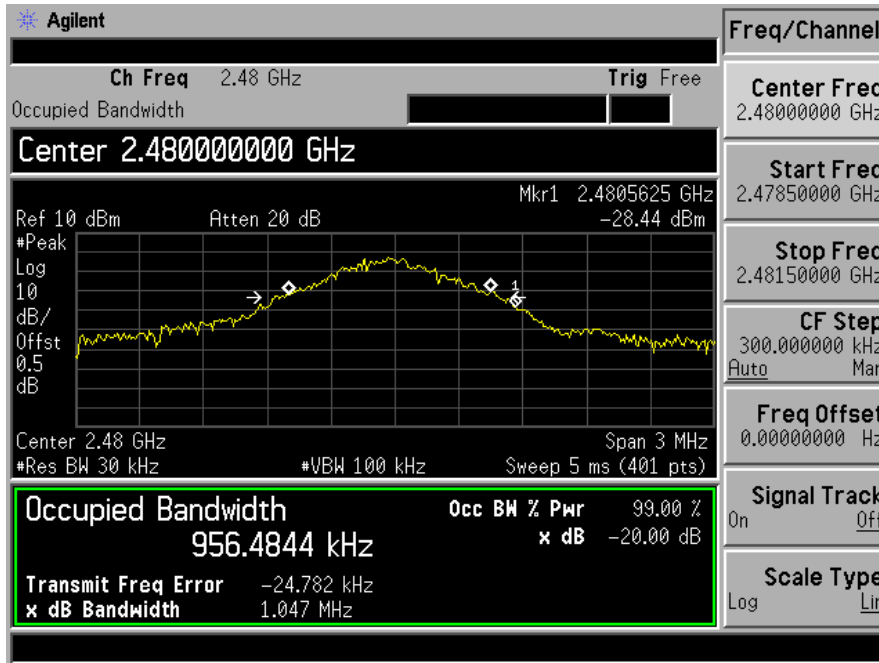 Agilent
Freq/Channel
Ch Freq 2.48 GHz Trig Free
Occupied Bandwidth
Center 2.480000000 GHz
Mkr1 2.4805625 GHz
Ref 10 dBm Atten 20 dB -28.44 dBm
#Peak
Log
10
dB/
Offst
0.5
dB
1
Center 2.48 GHz Span 3 MHz
#Res BW 30 kHz #VBW 100 kHz Sweep 5 ms (401 pts)
Occupied Bandwidth
956.4844 kHz
Occ BW % Pwr 99.00 %
x dB -20.00 dB
Transmit Freq Error -24.782 kHz
x dB Bandwidth 1.047 MHz
Center Freq
2.48000000 GHz
Start Freq
2.47850000 GHz
Stop Freq
2.48150000 GHz
CF Step
300.000000 kHz
Auto Man
Freq Offset
0.00000000 Hz
Signal Track
On Off
Scale Type
Log Lin